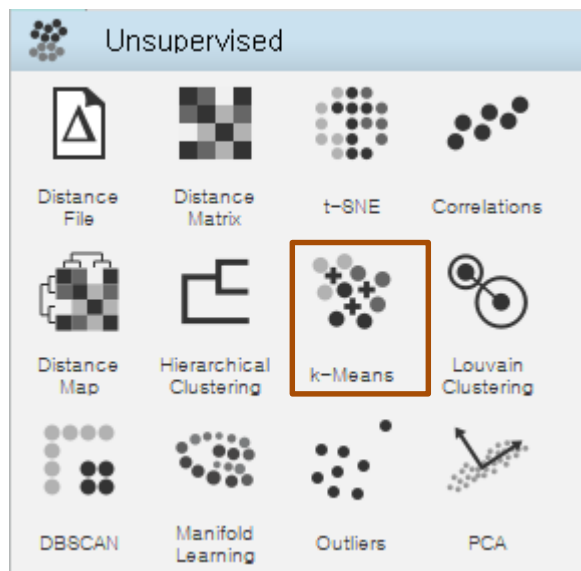 Unsupervised
Distance
File
Distance
Matrix
t-SNE
Correlations
Distance
Map
Hierarchical
Clustering
k-Means
Louvain
Clustering
DBSCAN
Manifold
Learning
Outliers
PCA